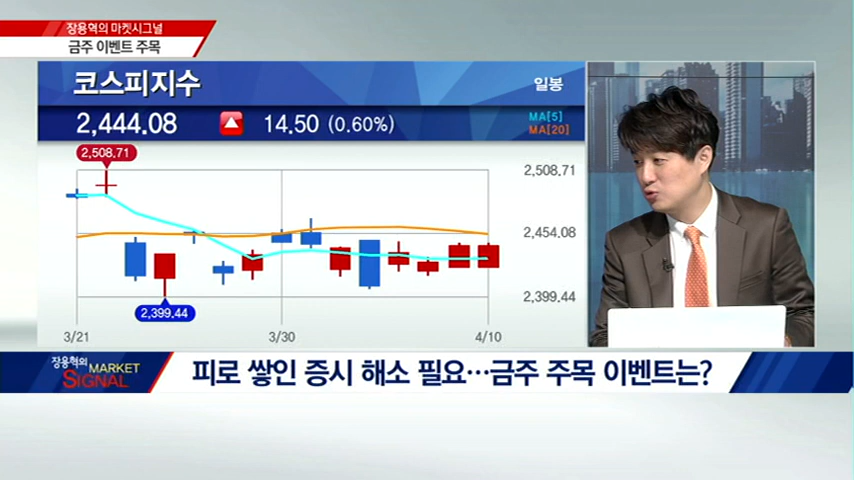 장용혁의 마켓시그널
금주 이벤트 주목
코스피지수
일봉
2,444.08 14.50 (0.60%)
MA[5]
MA[20]
2,508.71
2,508.71
2,454.08
2,399.44
2,399.44
3/21 3/30 4/10
장용혁의 MARKET
SIGNAL
피로 쌓인 증시 해소 필요…금주 주목 이벤트는?